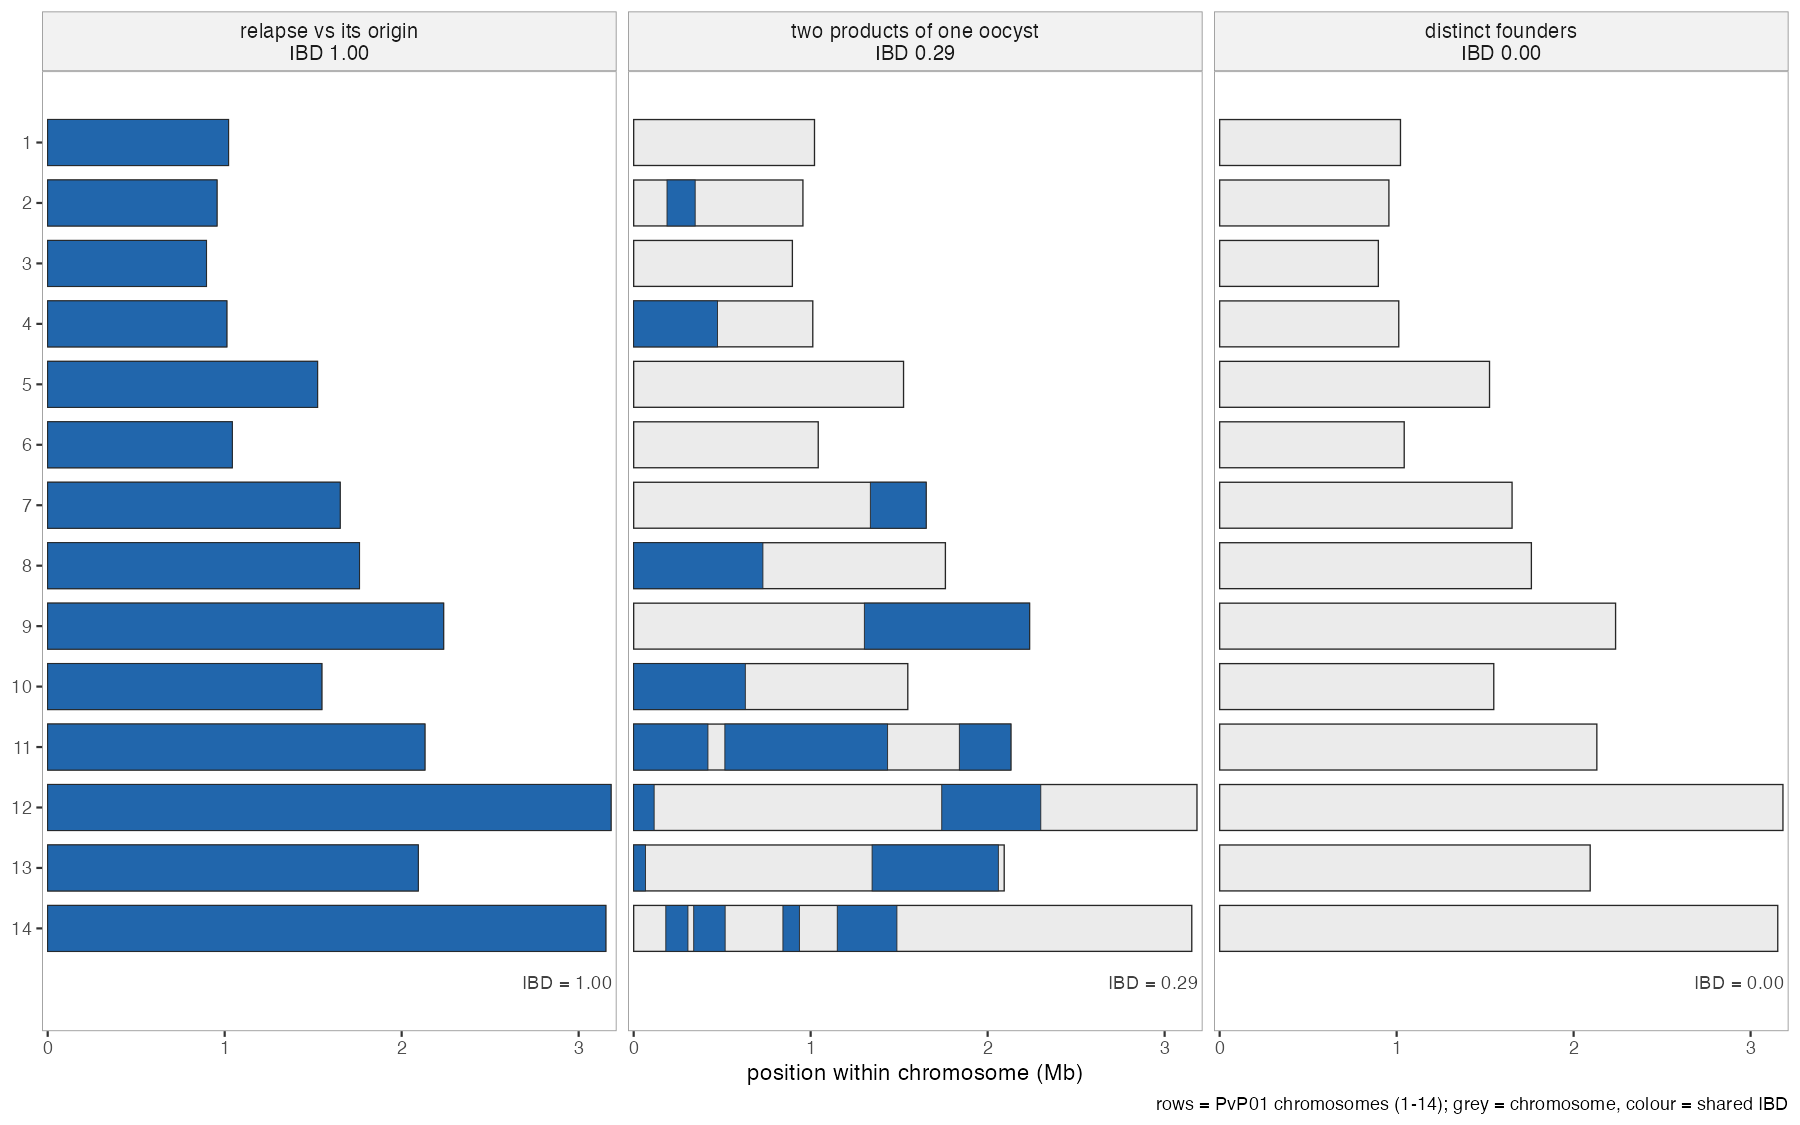 relapse vs its origin
IBD 1.00
two products of one oocyst
IBD 0.29
distinct founders
IBD 0.00
1
2
3
4
5
6
7
8
9
10
11
12
13
14
IBD = 1.00
IBD = 0.29
IBD = 0.00
0 1 2 3
0 1 2 3
0 1 2 3
position within chromosome (Mb)
rows = PvP01 chromosomes (1-14); grey = chromosome, colour = shared IBD